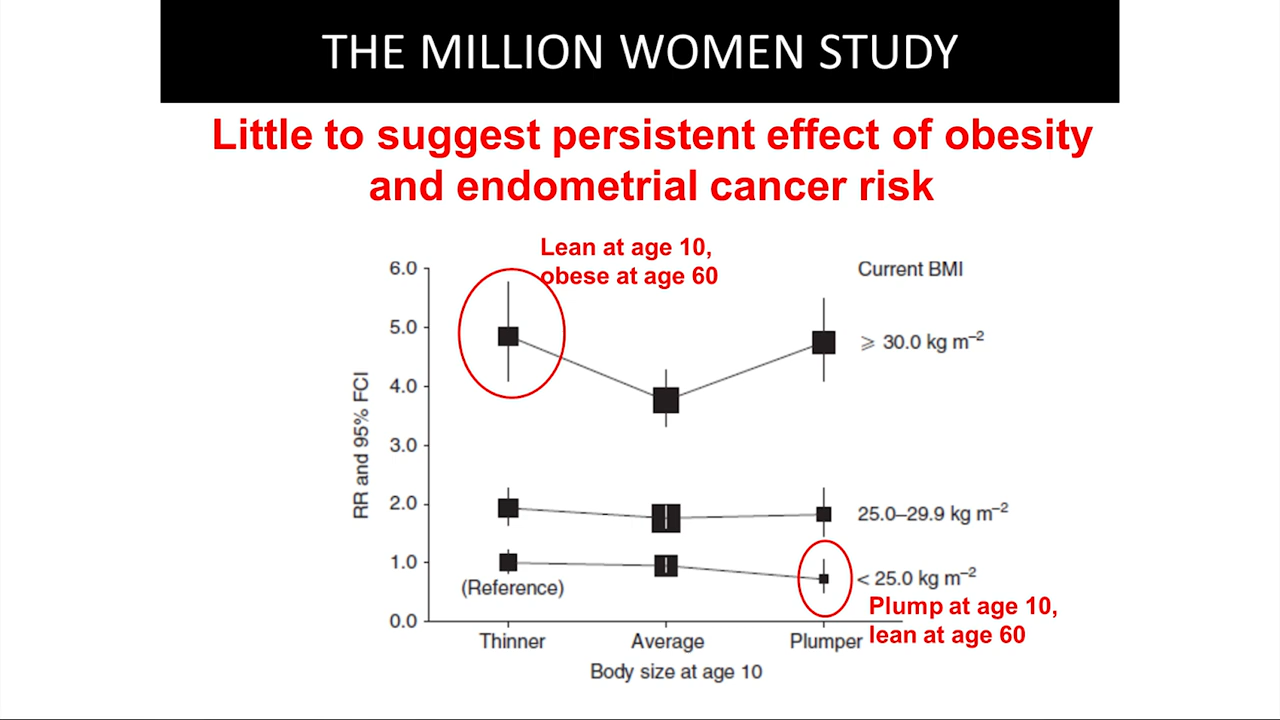 THE MILLION WOMEN STUDY
Little to suggest persistent effect of obesity
and endometrial cancer risk
Lean at age 10,
obese at age 60
Current BMI
6.0
5.0
4.0
3.0
2.0
1.0
0.0
RR and 95% FCI
⩾ 30.0 kg m⁻²
25.0–29.9 kg m⁻²
< 25.0 kg m⁻²
(Reference)
Plump at age 10,
lean at age 60
Thinner
Average
Plumper
Body size at age 10